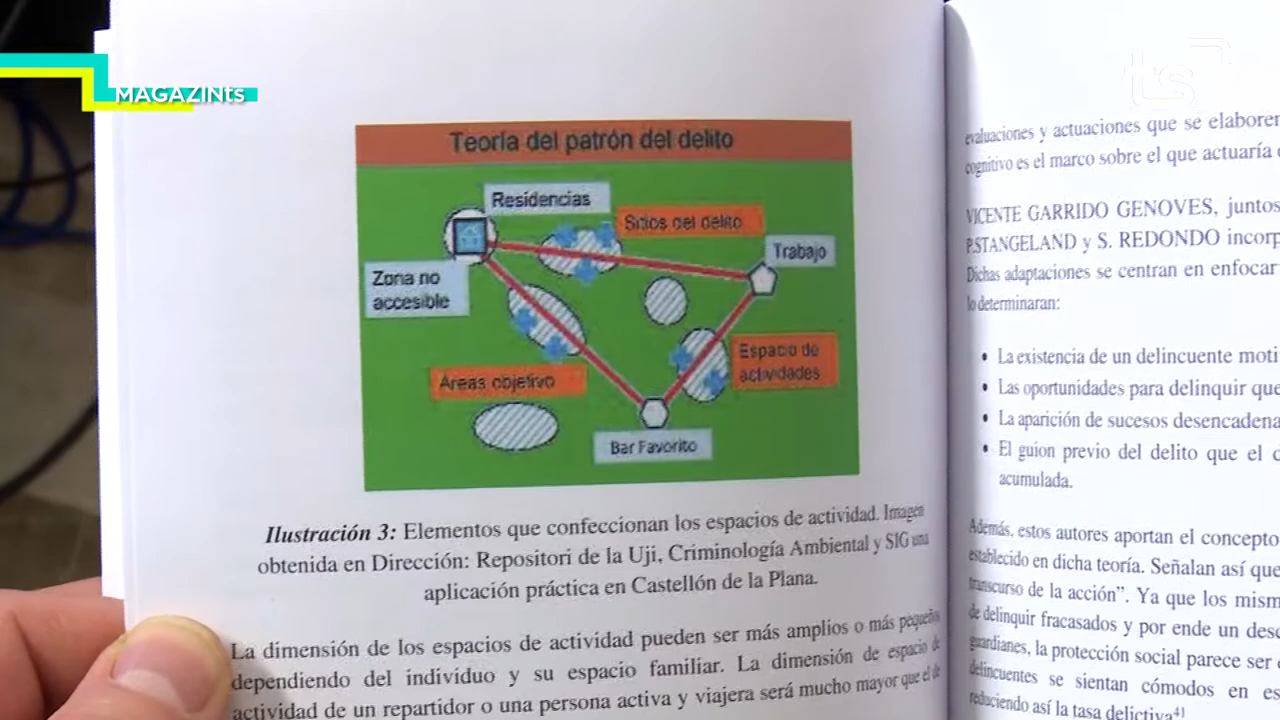 MAGAZINts
ts
Teoría del patrón del delito
Residencias
Sitios del delito
Trabajo
Zona no
accesible
Espacio de
actividades
Áreas objetivo
Bar Favorito
Ilustración 3: Elementos que confeccionan los espacios de actividad. Imagen
obtenida en Dirección: Repositori de la Uji, Criminología Ambiental y SIG una
aplicación práctica en Castellón de la Plana.
La dimensión de los espacios de actividad pueden ser más amplios o más pequeños
dependiendo del individuo y su espacio familiar. La dimensión de espacio de
actividad de un repartidor o una persona activa y viajera será mucho mayor que el de
evaluaciones y actuaciones que se elaboren
cognitivo es el marco sobre el que actuaría
VICENTE GARRIDO GENOVES, juntos
P.STANGELAND y S. REDONDO
Dichas adaptaciones se centran en enfocar
lo determinaran:
• La existencia de un delincuente
• Las oportunidades para delinquir que
• La aparición de sucesos
• El guion previo del delito que el
acumulada.
Además, estos autores aportan el concepto
establecido en dicha teoría. Señalan así que
transcurso de la acción”. Ya que los
de delinquir fracasados y por ende un
guardianes, la protección social parece ser
delincuentes se sientan cómodos en
reduciendo así la tasa delictiva41